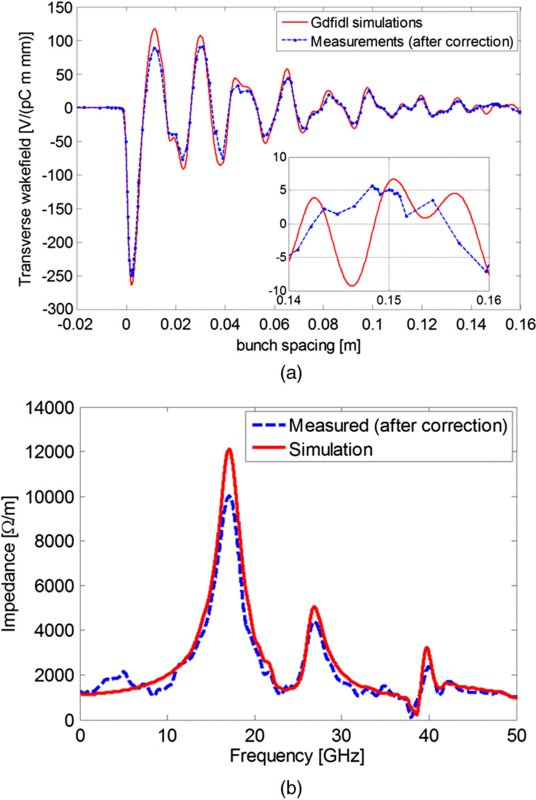 150
100
50
0
-50
-100
-150
-200
-250
-300
Transverse wakefield [V/(pC m mm)]
Gdfidl simulations
Measurements (after correction)
10
5
0
-5
-10
0.14 0.15 0.16
-0.02 0 0.02 0.04 0.06 0.08 0.1 0.12 0.14 0.16
bunch spacing [m]
(a)
14000
12000
10000
8000
6000
4000
2000
0
Impedance [Ω/m]
Measured (after correction)
Simulation
0 10 20 30 40 50
Frequency [GHz]
(b)